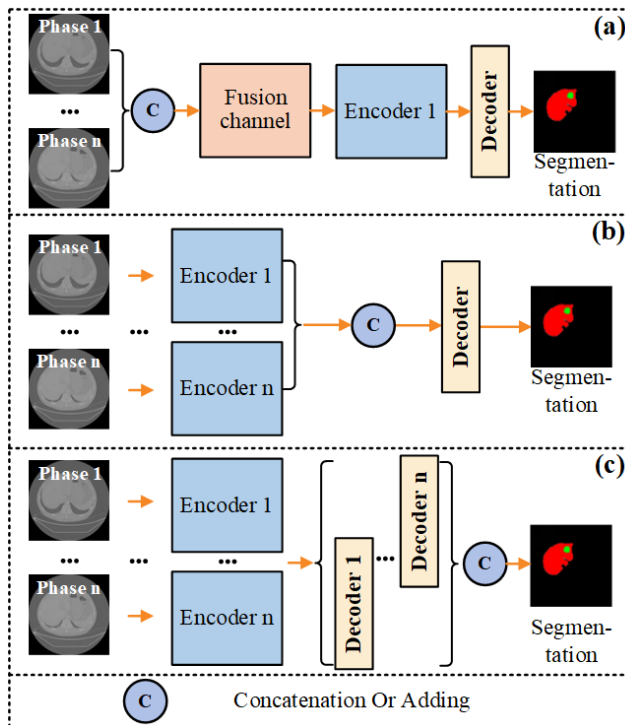 Phase 1
(a)
...
Phase n
C
Fusion
channel
Encoder 1
Decoder
Segmen-
tation
(b)
Phase 1
Encoder 1
... ... ...
Phase n
Encoder n
C
Decoder
Segmen-
tation
(c)
Phase 1
Encoder 1
... ... ...
Phase n
Encoder n
Decoder 1
...
Decoder n
C
Segmen-
tation
C Concatenation Or Adding